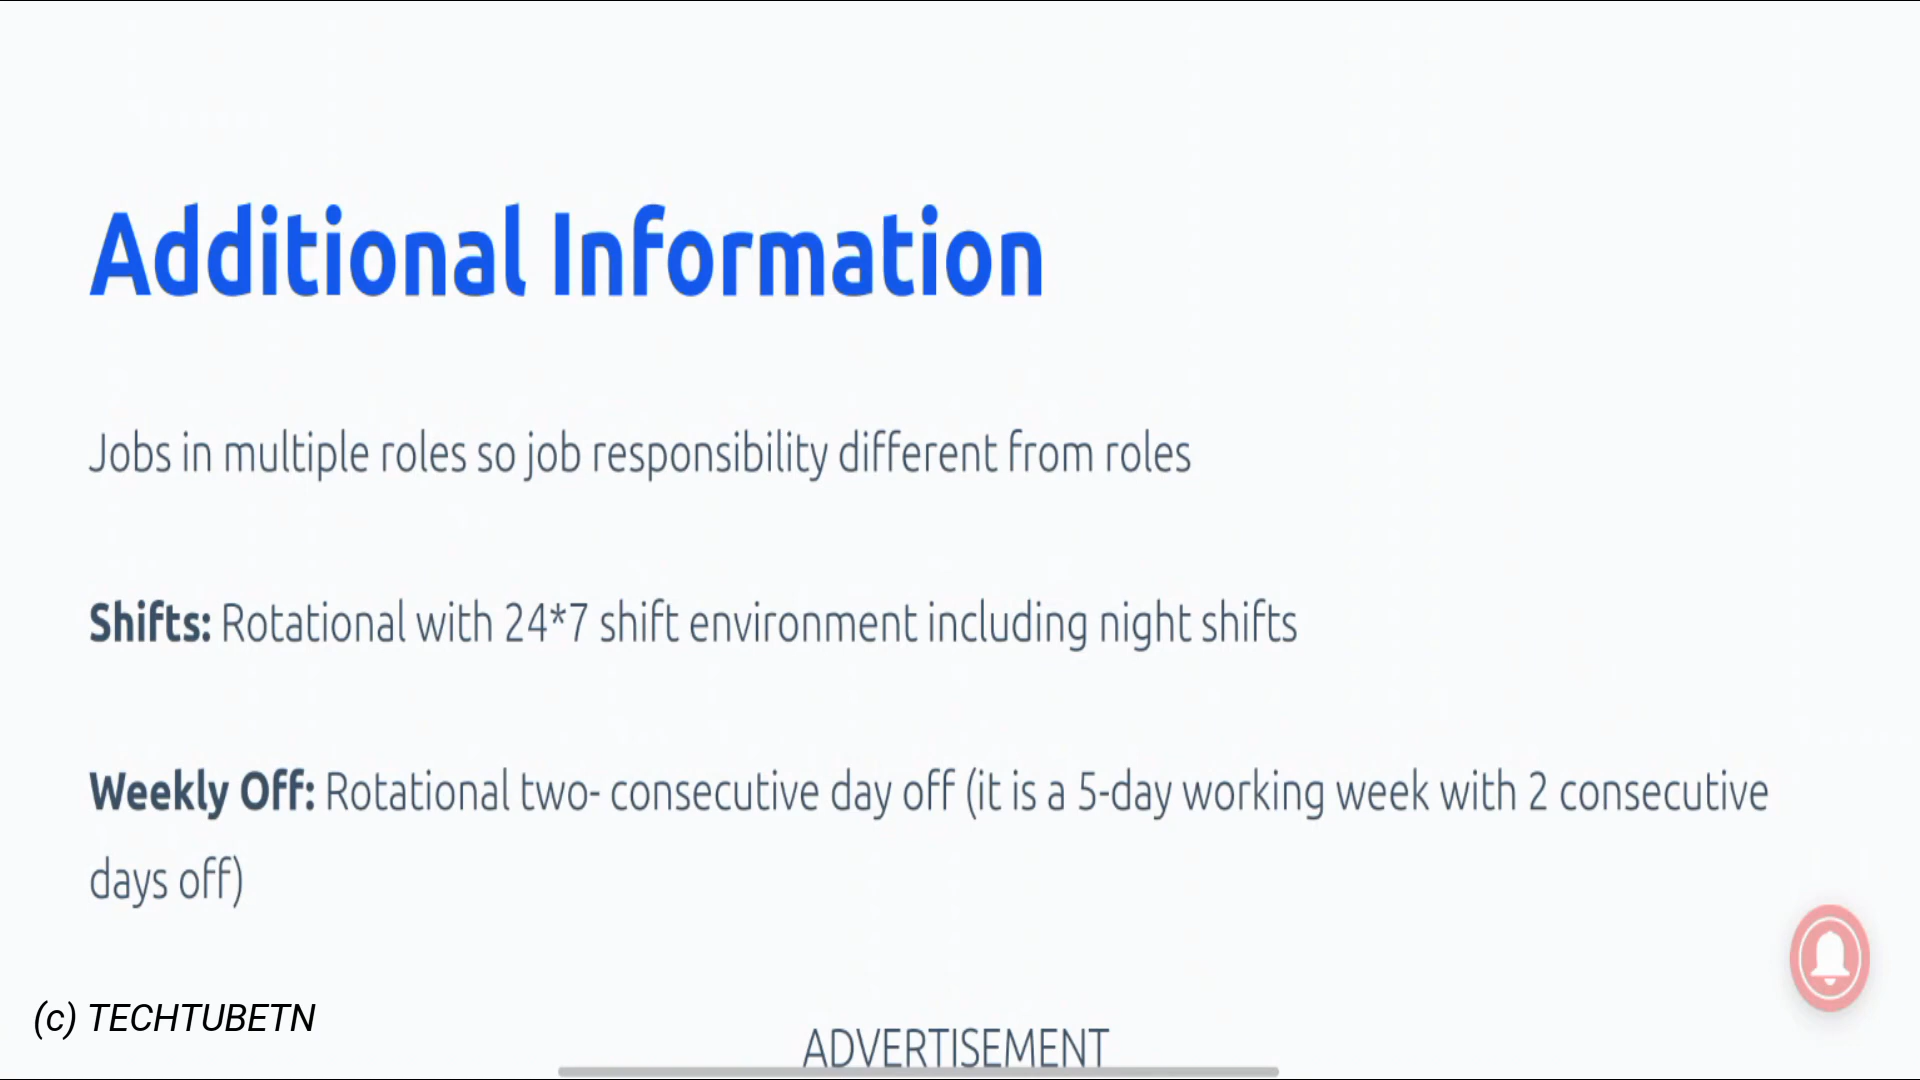 Additional Information
Jobs in multiple roles so job responsibility different from roles
Shifts: Rotational with 24*7 shift environment including night shifts
Weekly Off: Rotational two- consecutive day off (it is a 5-day working week with 2 consecutive
days off)
(c) TECHTUBETN
ADVERTISEMENT